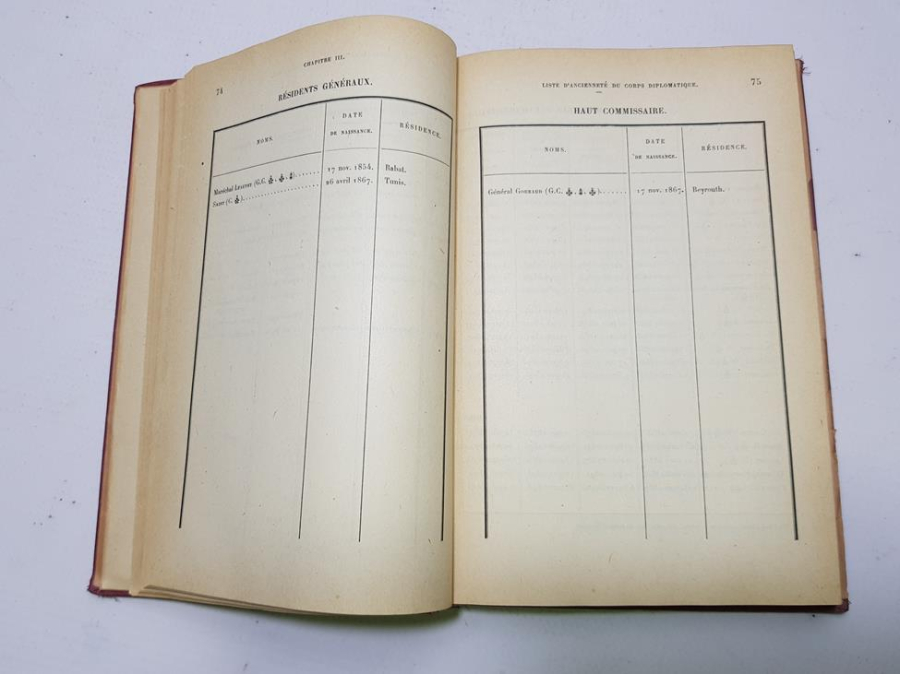 74
CHAPITRE III.
RÉSIDENTS GÉNÉRAUX.
NOMS.
DATE
DE NAISSANCE.
RÉSIDENCE.
Maréchal Lyautey (G.C. ) 17 nov. 1854. Rabat.
(C. ) 26 avril 1867. Tunis.
LISTE D'ANCIENNETÉ DU CORPS DIPLOMATIQUE.
75
HAUT COMMISSAIRE.
NOMS.
DATE
DE NAISSANCE.
RÉSIDENCE.
Général Gouraud (G.C. ) 17 nov. 1867. Beyrouth.